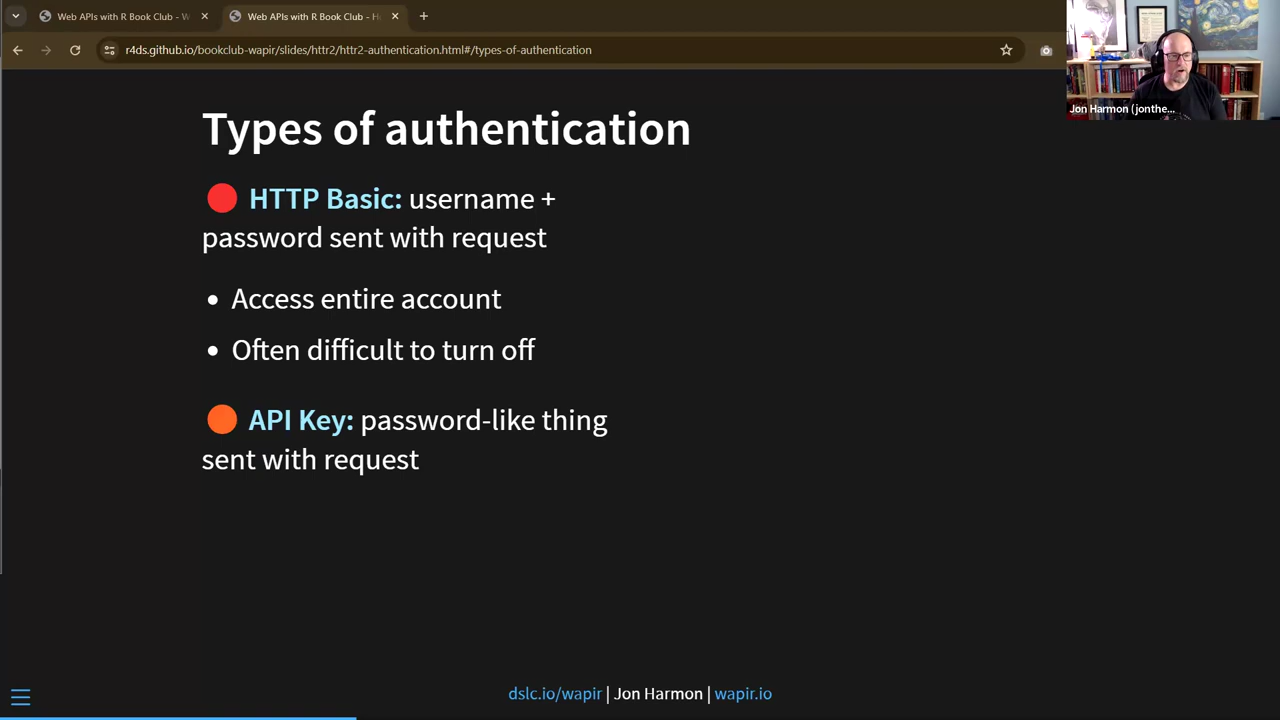 Web APIs with R Book Club - W
Web APIs with R Book Club - H
r4ds.github.io/bookclub-wapir/slides/httr2/httr2-authentication.html#/types-of-authentication
Jon Harmon (jonthe...
Types of authentication
HTTP Basic: username +
password sent with request
Access entire account
Often difficult to turn off
API Key: password-like thing
sent with request
dslc.io/wapir | Jon Harmon | wapir.io